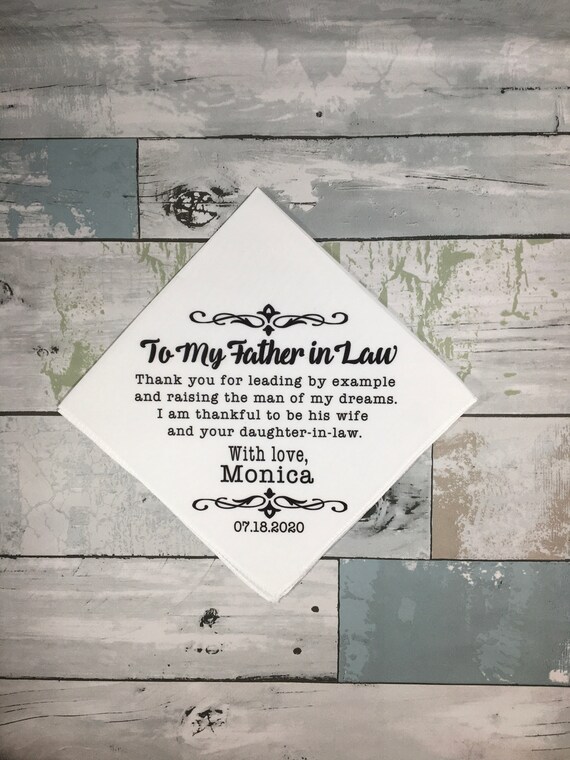 To My Father in Law
Thank you for leading by example
and raising the man of my dreams.
I am thankful to be his wife
and your daughter-in-law.
With love,
Monica
07.18.2020